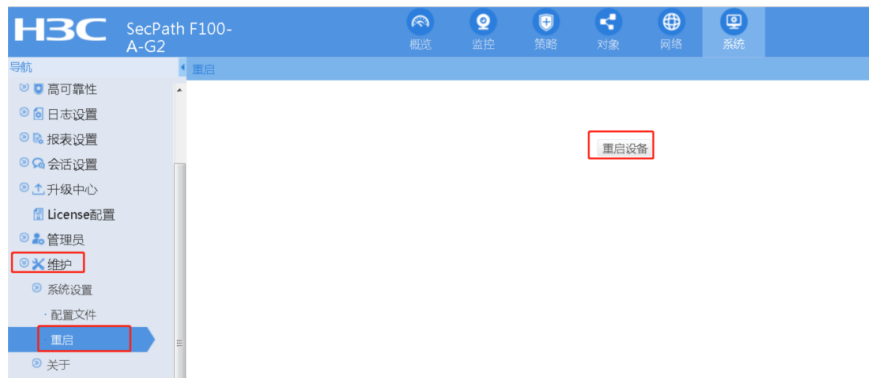 H3C
SecPath F100-
A-G2
概览
监控
策略
对象
网络
系统
导航
重启
高可靠性
日志设置
报表设置
会话设置
升级中心
License配置
管理员
维护
系统设置
· 配置文件
重启
关于
重启设备